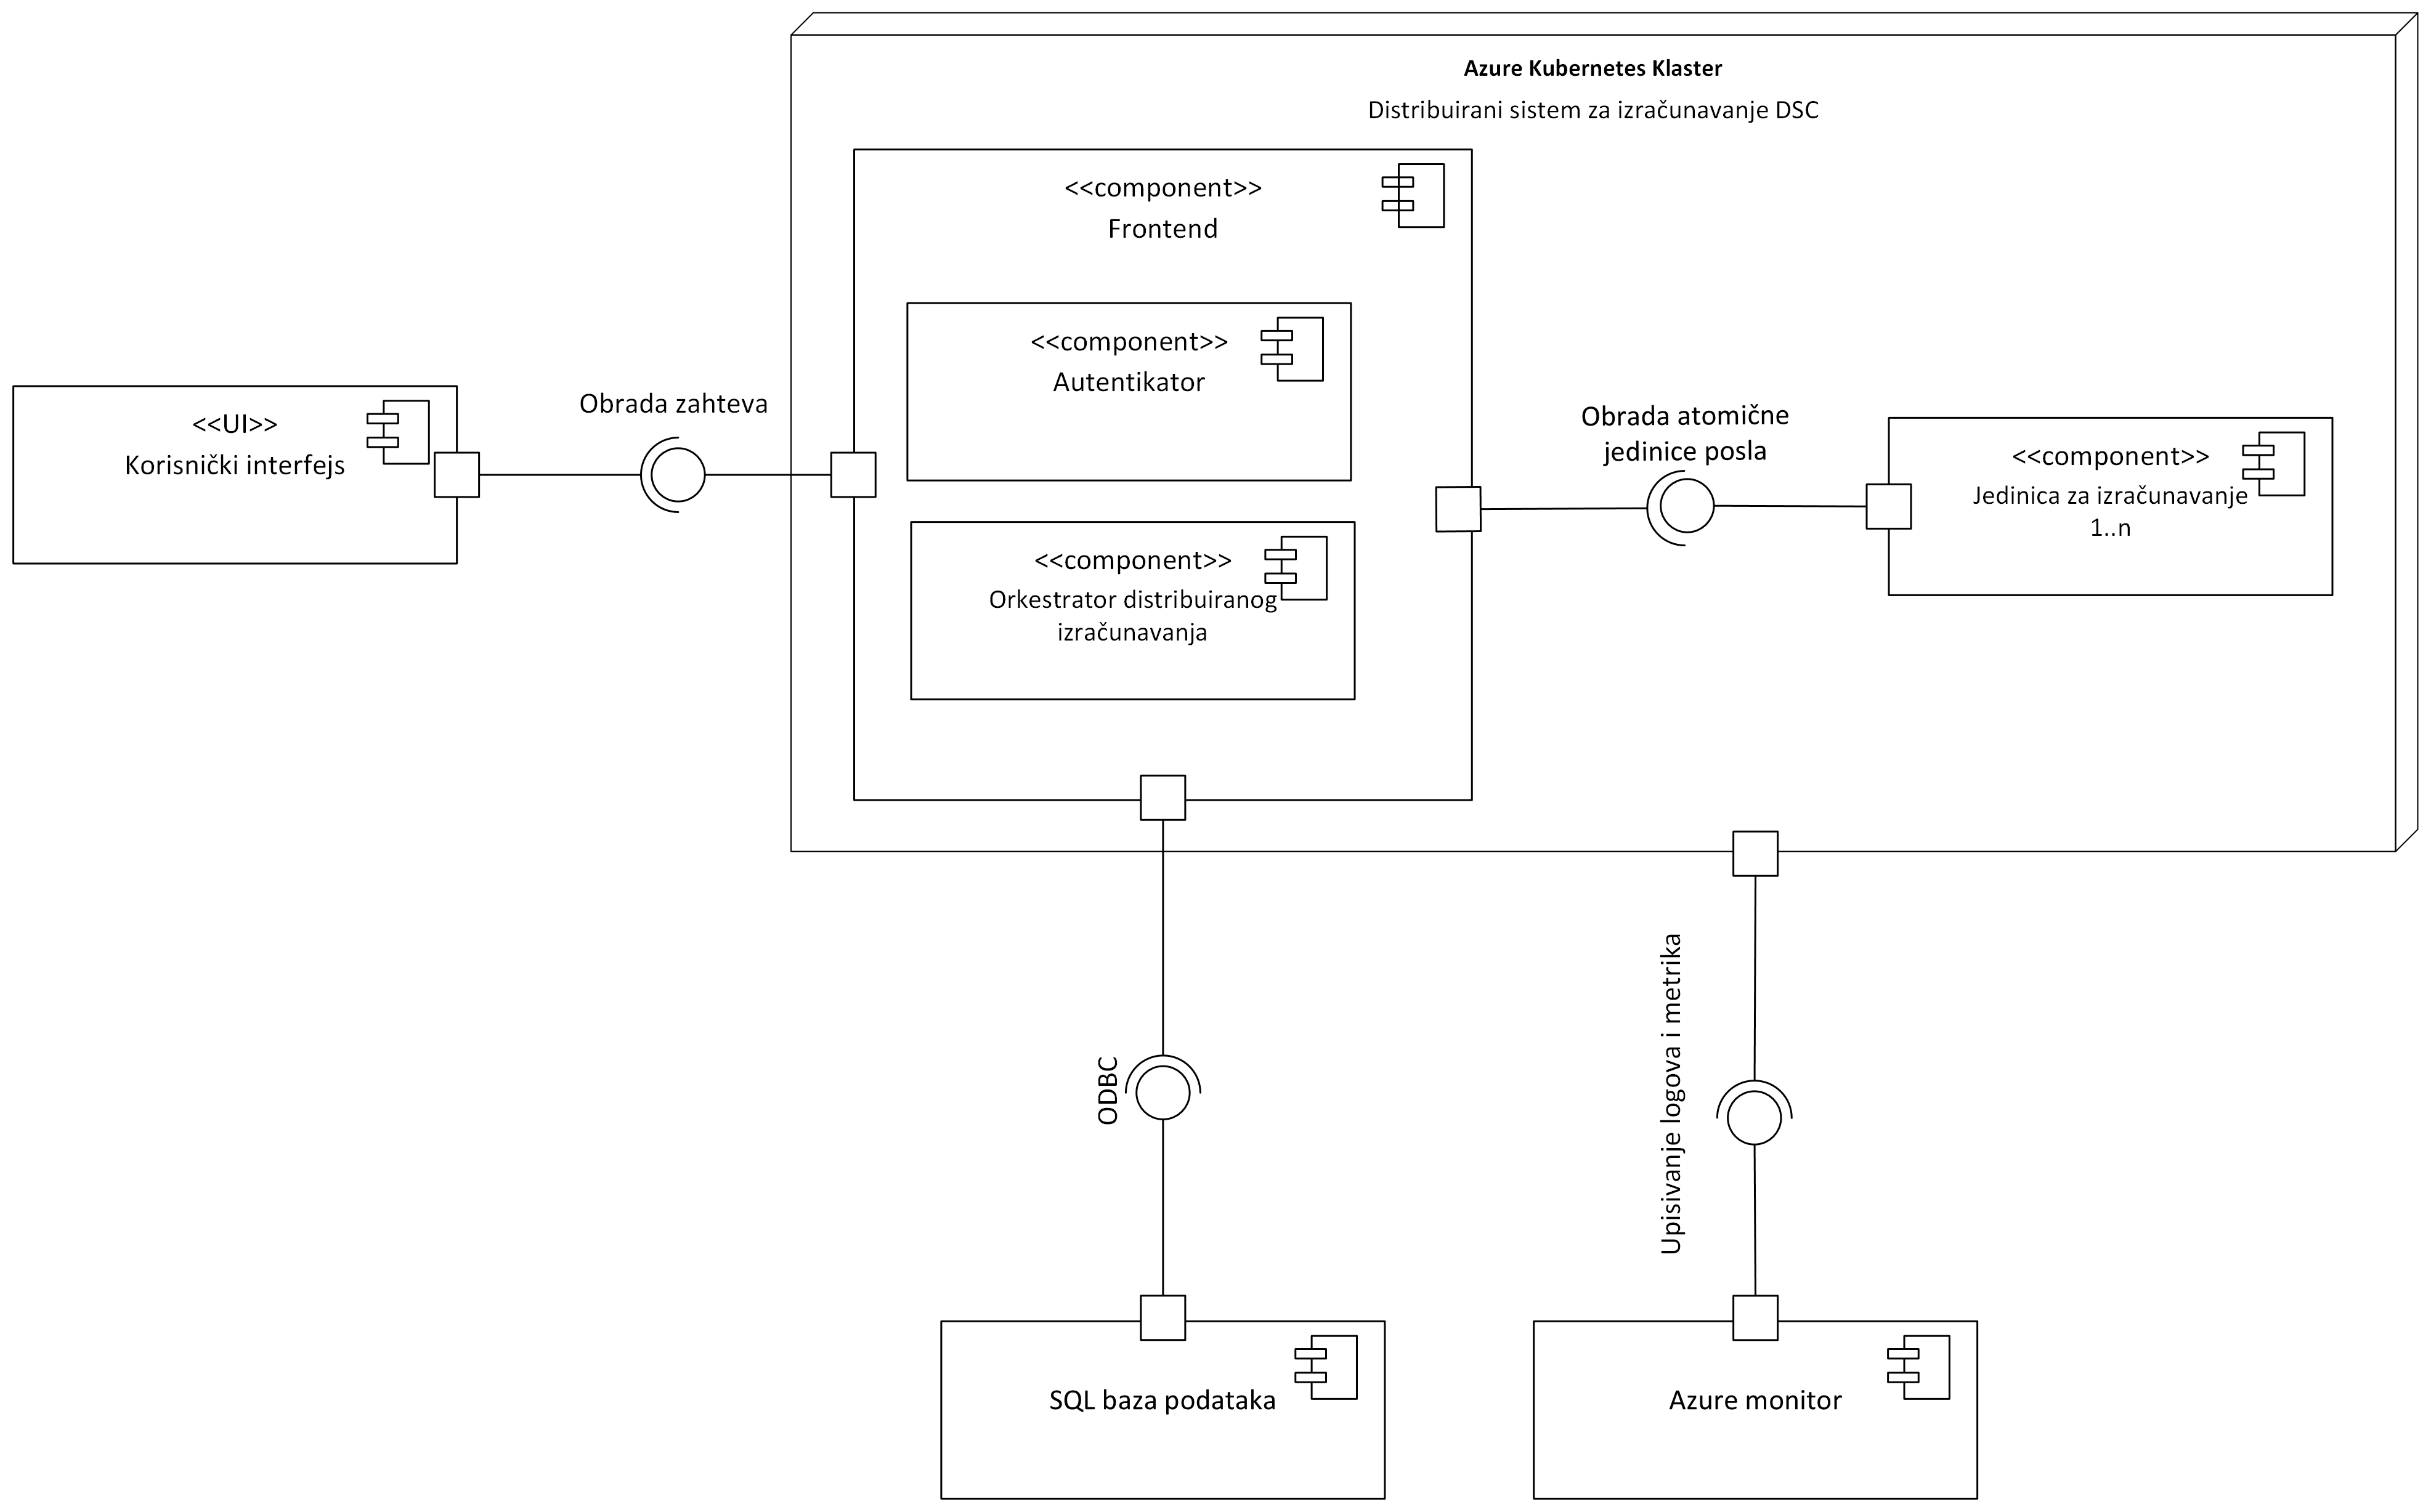 Azure Kubernetes Klaster
Distribuirani sistem za izračunavanje DSC
<<component>>
Frontend
<<component>>
Autentikator
<<UI>>
Korisnički interfejs
Obrada zahteva
Obrada atomične
jedinice posla
<<component>>
Jedinica za izračunavanje
1..n
<<component>>
Orkestrator distribuiranog
izračunavanja
ODBC
Upisivanje logova i metrika
SQL baza podataka
Azure monitor